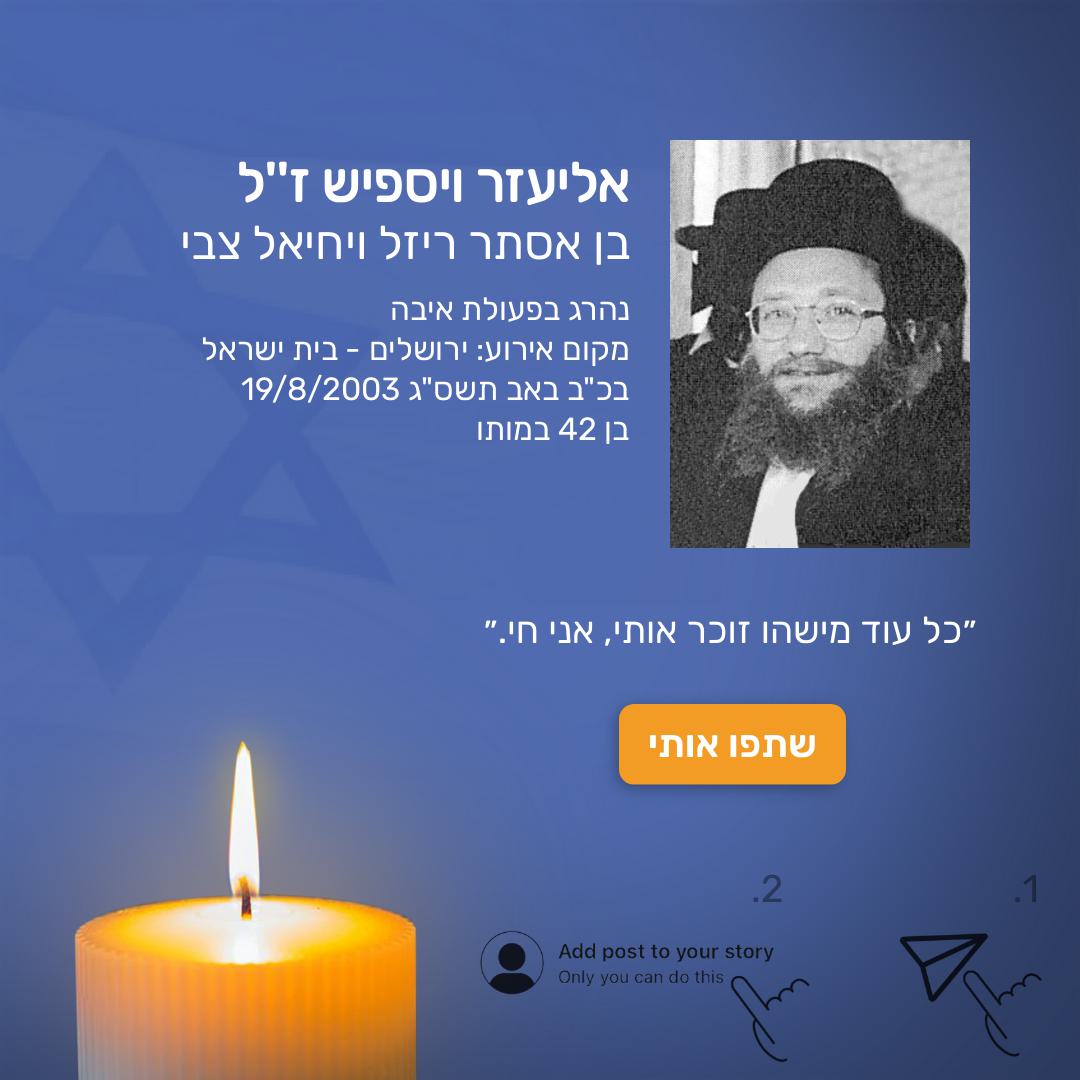 אליעזר ויספיש ז"ל
בן אסתר ריזל ויחיאל צבי
נהרג בפעולת איבה
מקום אירוע: ירושלים - בית ישראל
בכ"ב באב תשס"ג 19/8/2003
בן 42 במותו
״כל עוד מישהו זוכר אותי, אני חי.״
שתפו אותי
1.
2.
Add post to your story
Only you can do this